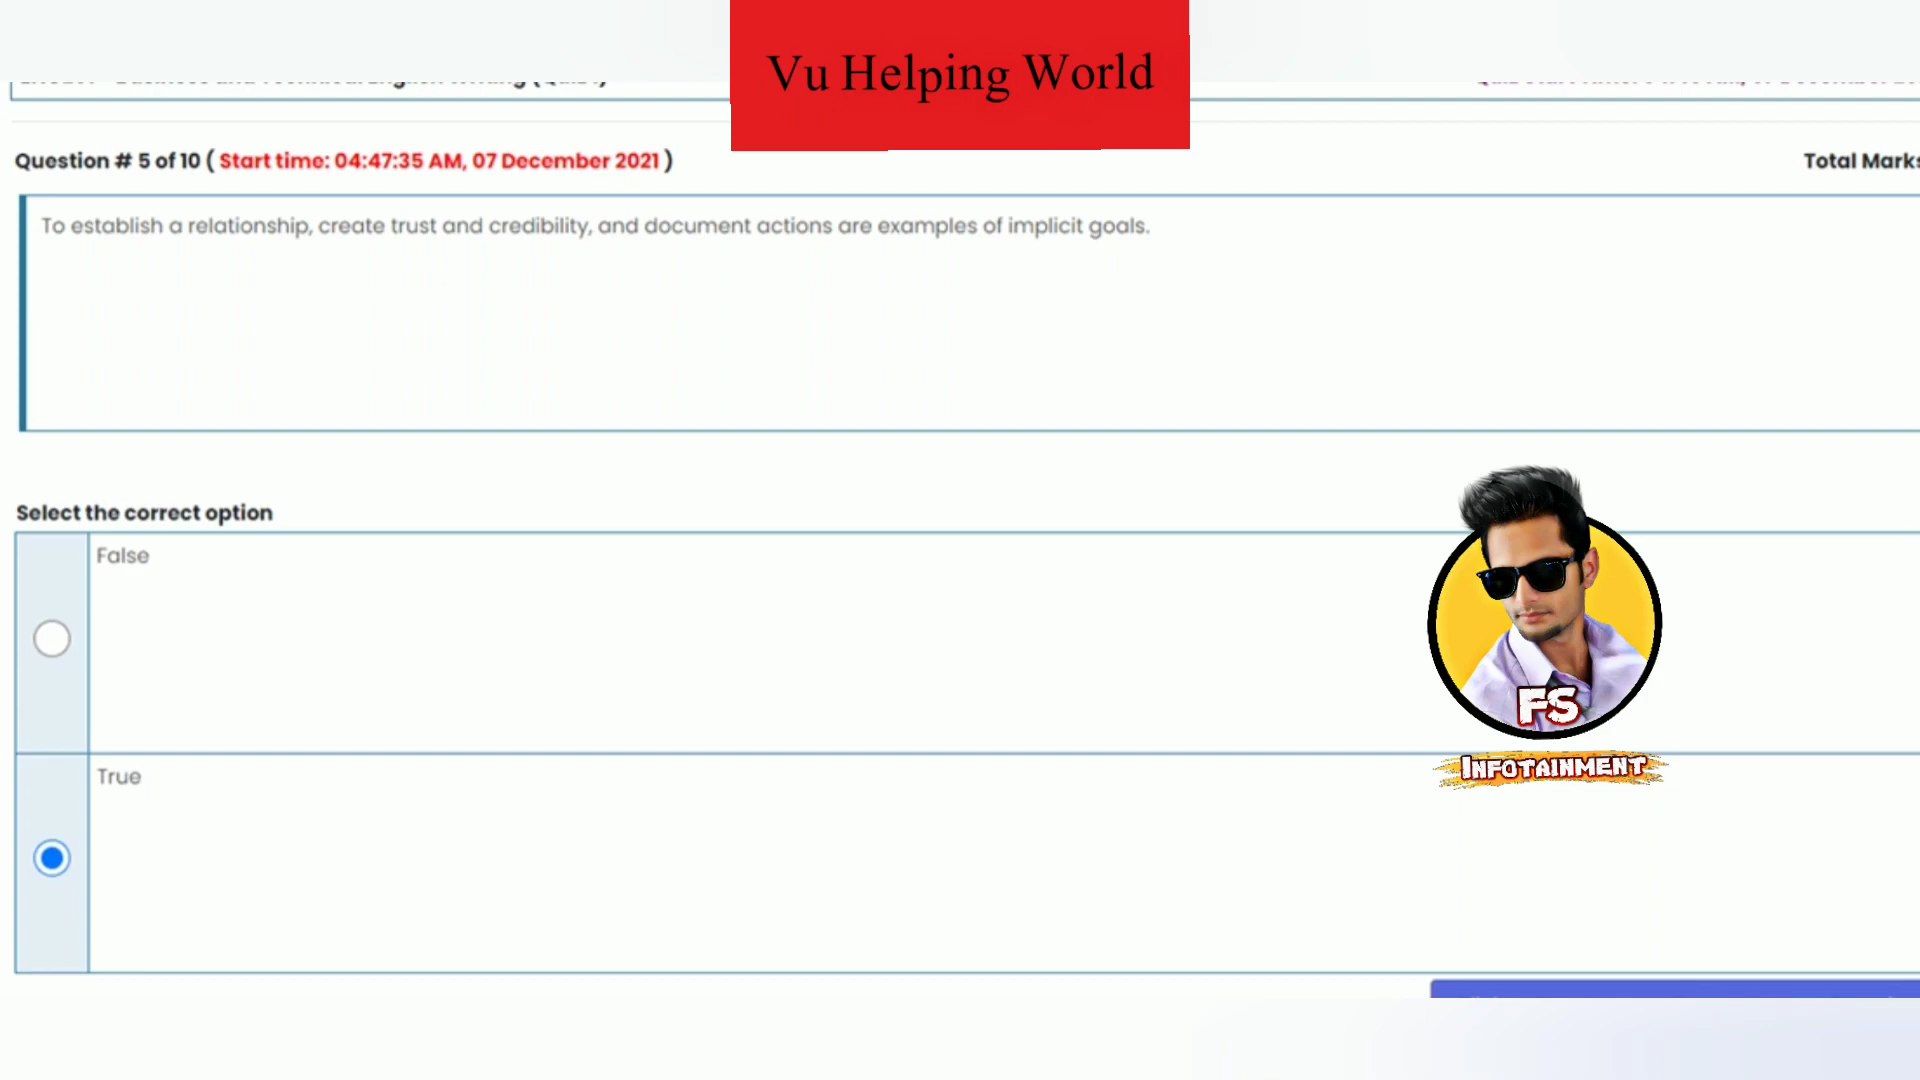 Vu Helping World
Question # 5 of 10 ( Start time: 04:47:35 AM, 07 December 2021 )
Total Marks
To establish a relationship, create trust and credibility, and document actions are examples of implicit goals.
Select the correct option
False
True
FS
INFOTAINMENT